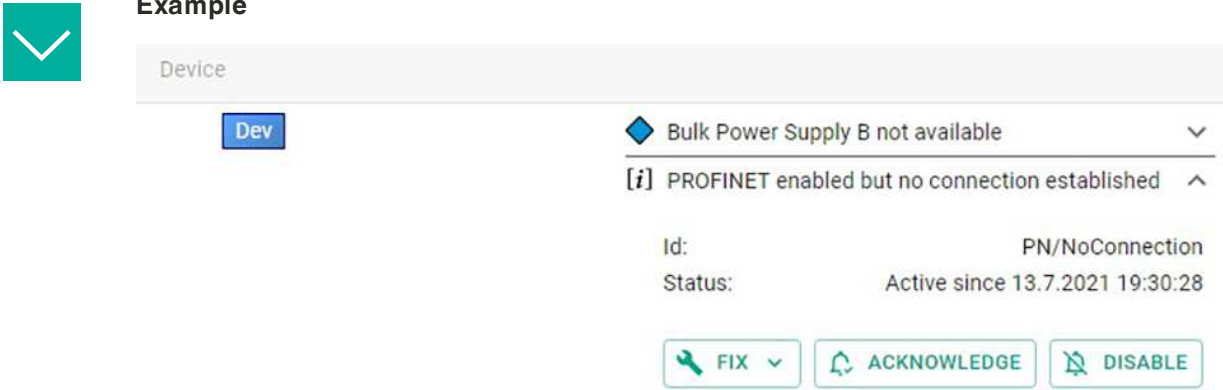 Example
Device
Dev
Bulk Power Supply B not available
[i] PROFINET enabled but no connection established
Id: PN/NoConnection
Status: Active since 13.7.2021 19:30:28
FIX ACKNOWLEDGE DISABLE